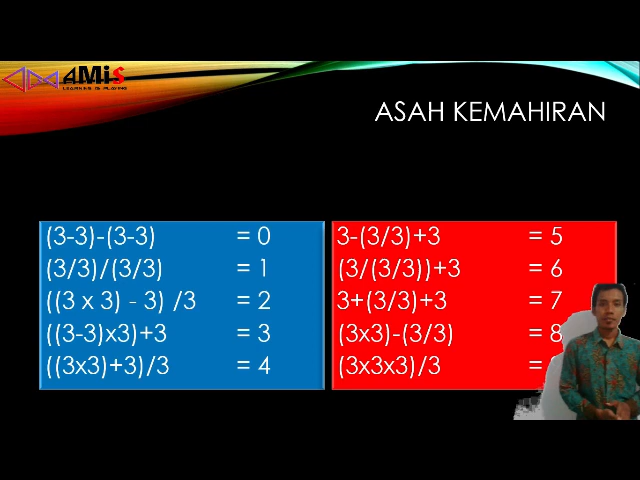 AMiS
LEARNING IS PLAYING
ASAH KEMAHIRAN
(3-3)-(3-3) = 0
(3/3)/(3/3) = 1
((3 x 3) - 3) /3 = 2
((3-3)x3)+3 = 3
((3x3)+3)/3 = 4
3-(3/3)+3 = 5
(3/(3/3))+3 = 6
3+(3/3)+3 = 7
(3x3)-(3/3) = 8
(3x3x3)/3 =